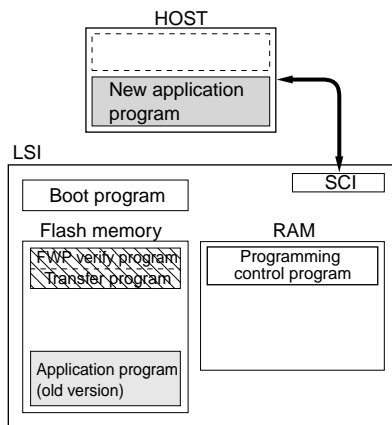 HOST
New application
program
LSI
SCI
Boot program
Flash memory
FWP verify program
Transfer program
Application program
(old version)
RAM
Programming
control program